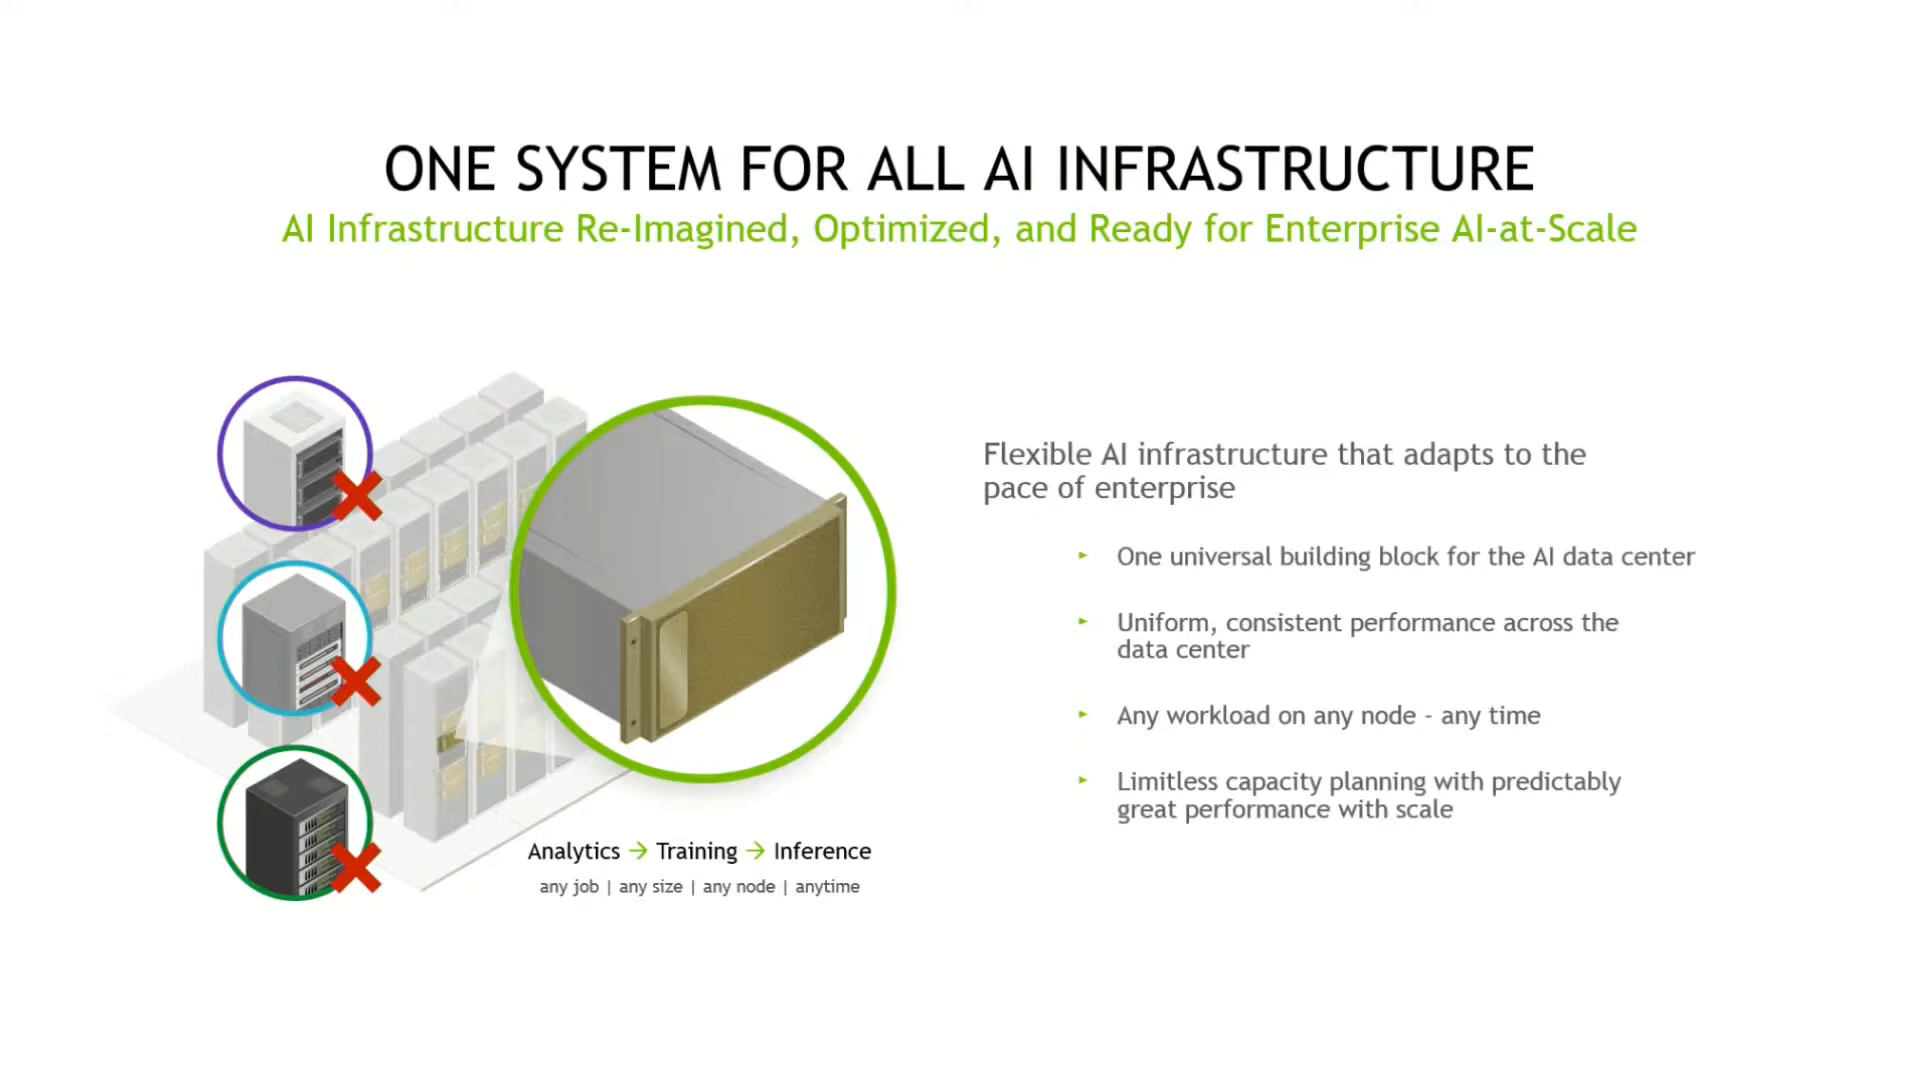 ONE SYSTEM FOR ALL AI INFRASTRUCTURE
AI Infrastructure Re-Imagined, Optimized, and Ready for Enterprise AI-at-Scale
Analytics → Training → Inference
any job | any size | any node | anytime
Flexible AI infrastructure that adapts to the
pace of enterprise
‣ One universal building block for the AI data center
‣ Uniform, consistent performance across the
data center
‣ Any workload on any node - any time
‣ Limitless capacity planning with predictably
great performance with scale